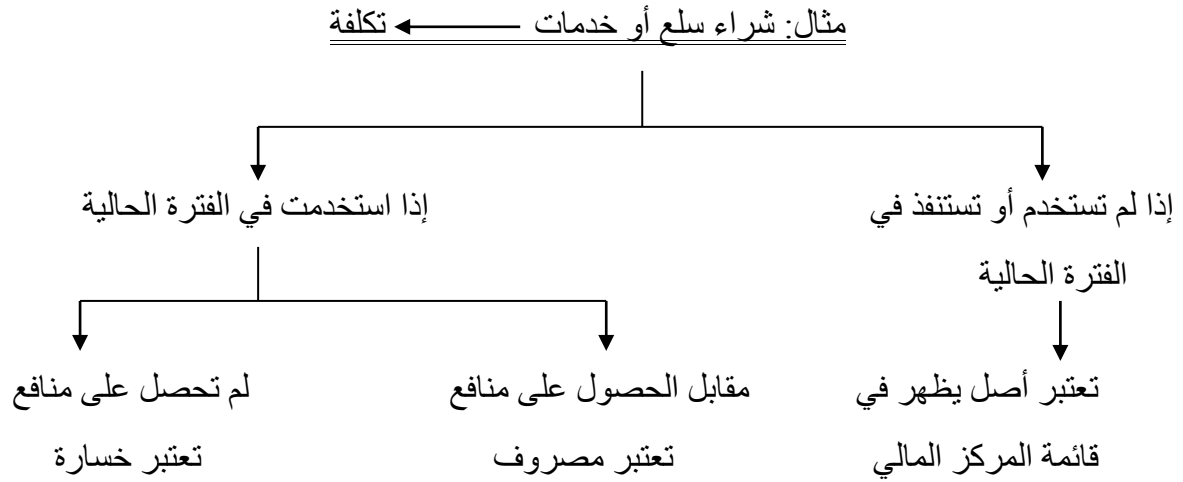 مثال: شراء سلع أو خدمات ← تكلفة
إذا لم تستخدم أو تستنفذ في
الفترة الحالية
إذا استخدمت في الفترة الحالية
تعتبر أصل يظهر في
قائمة المركز المالي
مقابل الحصول على منافع
تعتبر مصروف
لم تحصل على منافع
تعتبر خسارة